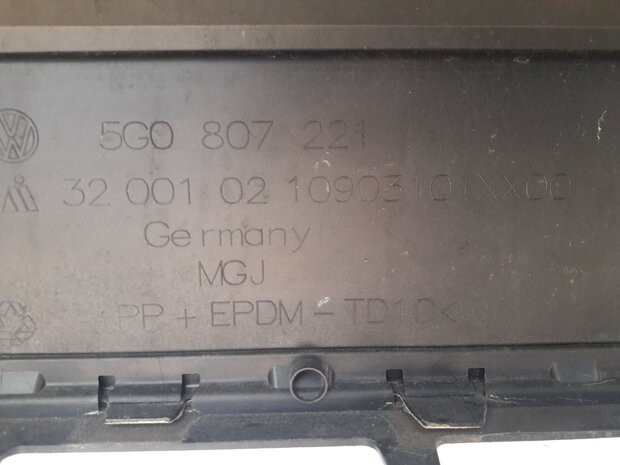 5G0 807 221
32 001 02 10903101XX00
Germany
MGJ
PP + EPDM - TD10<